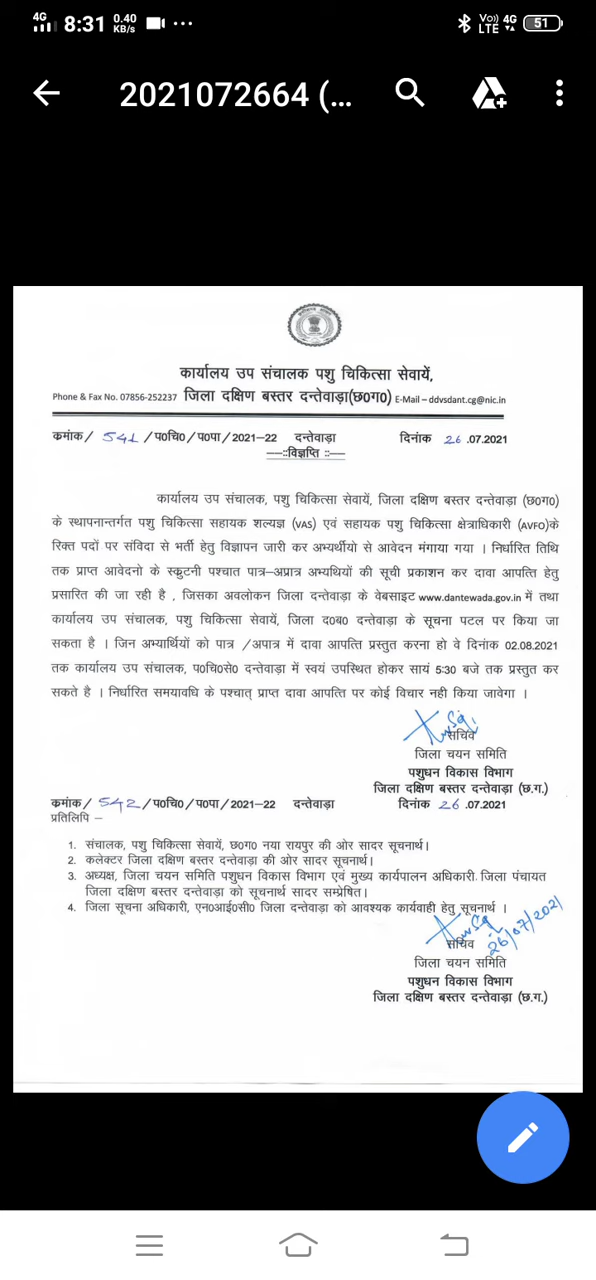 4G 8:31 0.40 KB/s ... Vo) LTE 4G 51
2021072664 (...
कार्यालय उप संचालक पशु चिकित्सा सेवायें,
Phone & Fax No. 07856-252237 जिला दक्षिण बस्तर दन्तेवाड़ा(छ0ग0) E-Mail – ddvsdant.cg@nic.in
कमांक/ 541 /प0चि0/प0पा/2021-22 दन्तेवाड़ा दिनांक 26 .07.2021
—::विज्ञप्ति ::—
कार्यालय उप संचालक, पशु चिकित्सा सेवायें, जिला दक्षिण बस्तर दन्तेवाड़ा (छ0ग0)
के स्थापनान्तर्गत पशु चिकित्सा सहायक शल्यज्ञ (VAS) एवं सहायक पशु चिकित्सा क्षेत्राधिकारी (AVFO)के
रिक्त पदों पर संविदा से भर्ती हेतु विज्ञापन जारी कर अभ्यर्थीयो से आवेदन मंगाया गया । निर्धारित तिथि
तक प्राप्त आवेदनो के स्कुटनी पश्चात पात्र-अप्रात्र अभ्यथियों की सूची प्रकाशन कर दावा आपत्ति हेतु
प्रसारित की जा रही है , जिसका अवलोकन जिला दन्तेवाड़ा के वेबसाइट www.dantewada.gov.in में तथा
कार्यालय उप संचालक, पशु चिकित्सा सेवायें, जिला द0ब0 दन्तेवाड़ा के सूचना पटल पर किया जा
सकता है । जिन अभ्यार्थियों को पात्र /अपात्र में दावा आपत्ति प्रस्तुत करना हो वे दिनांक 02.08.2021
तक कार्यालय उप संचालक, प0चि0से0 दन्तेवाड़ा में स्वयं उपस्थित होकर सायं 5:30 बजे तक प्रस्तुत कर
सकते है । निर्धारित समयावधि के पश्चात् प्राप्त दावा आपत्ति पर कोई विचार नही किया जावेगा ।
सचिव
जिला चयन समिति
पशुधन विकास विभाग
जिला दक्षिण बस्तर दन्तेवाड़ा (छ.ग.)
कमांक/ 542 /प0चि0/प0पा/2021-22 दन्तेवाड़ा दिनांक 26 .07.2021
प्रतिलिपि –
1. संचालक, पशु चिकित्सा सेवायें, छ0ग0 नया रायपुर की ओर सादर सूचनार्थ।
2. कलेक्टर जिला दक्षिण बस्तर दन्तेवाड़ा की ओर सादर सूचनार्थ।
3. अध्यक्ष, जिला चयन समिति पशुधन विकास विभाग एवं मुख्य कार्यपालन अधिकारी. जिला पंचायत
जिला दक्षिण बस्तर दन्तेवाड़ा को सूचनार्थ सादर सम्प्रेषित।
4. जिला सूचना अधिकारी, एन0आई0सी0 जिला दन्तेवाड़ा को आवश्यक कार्यवाही हेतु सूचनार्थ ।
26/07/2021
सचिव
जिला चयन समिति
पशुधन विकास विभाग
जिला दक्षिण बस्तर दन्तेवाड़ा (छ.ग.)